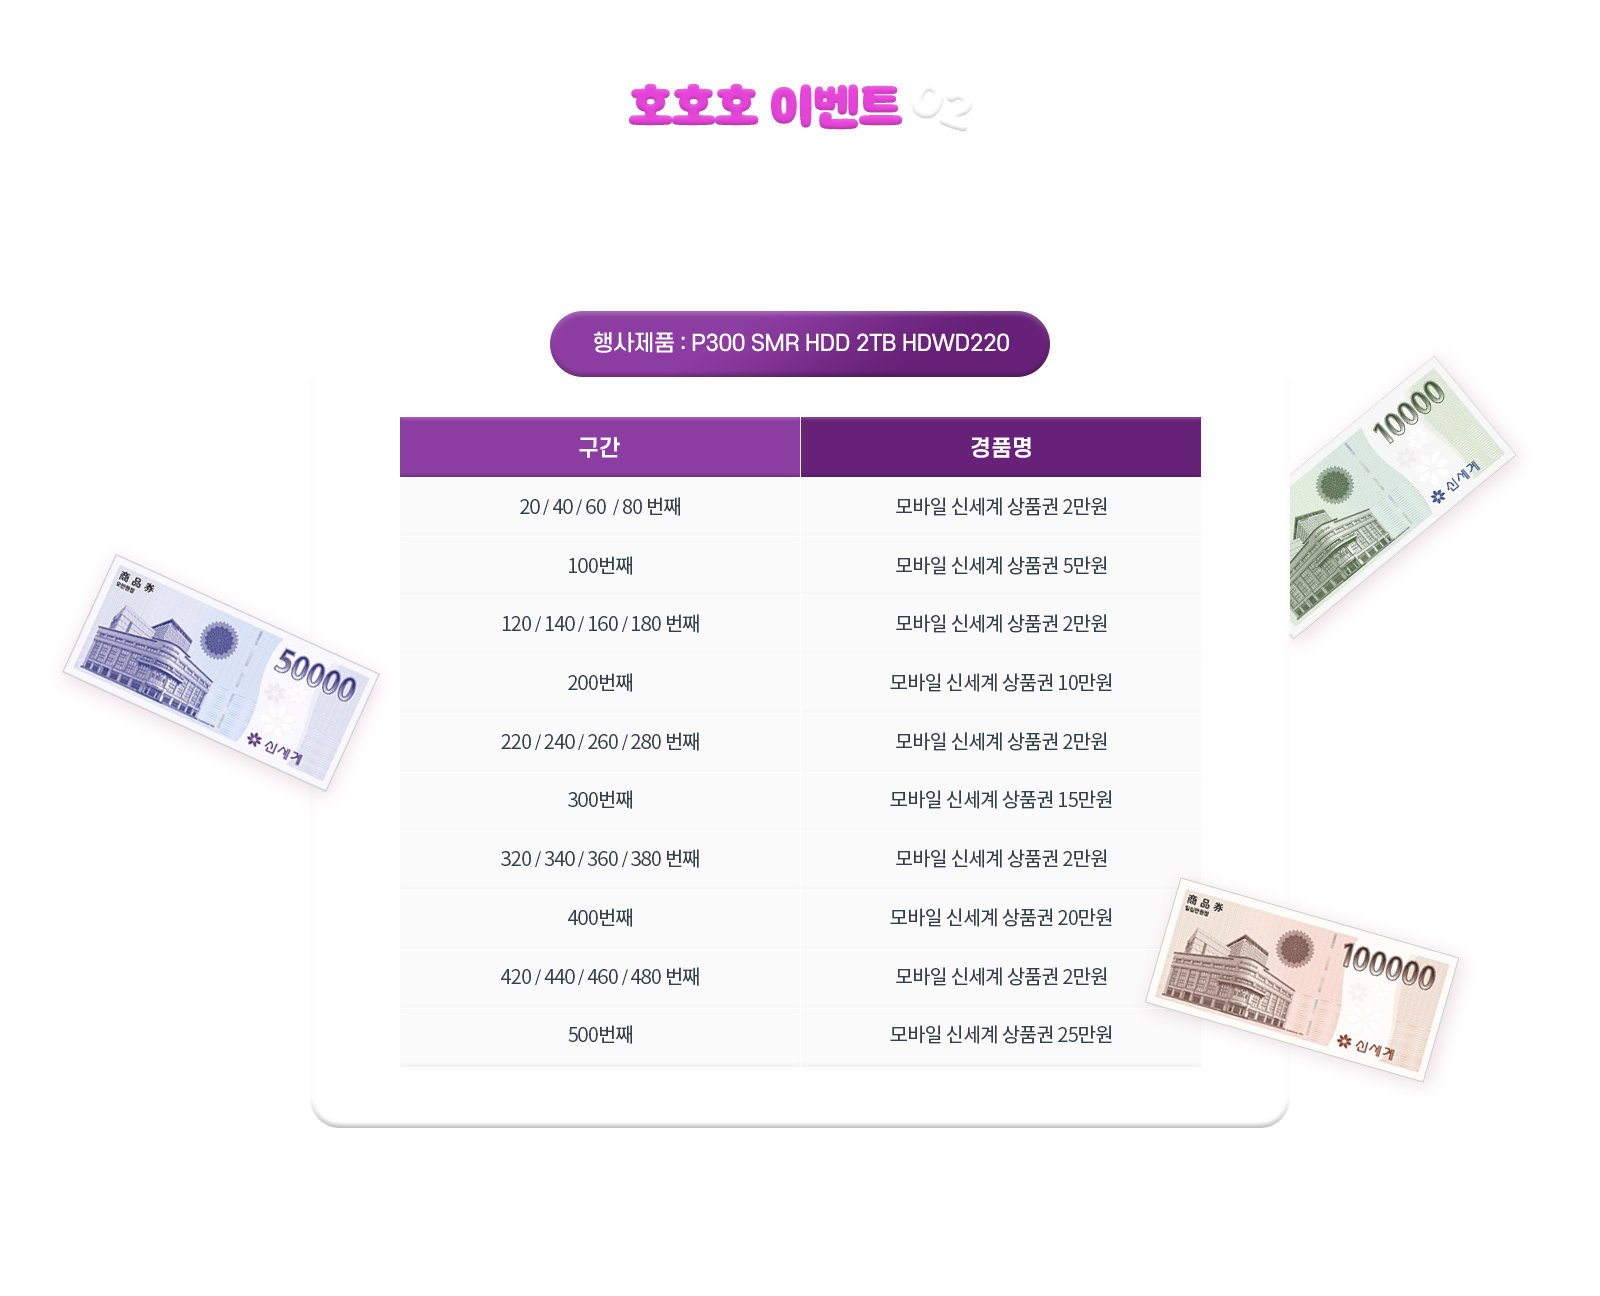 호호호 이벤트 02
행사제품 : P300 SMR HDD 2TB HDWD220
구간 경품명
20 / 40 / 60 / 80 번째 모바일 신세계 상품권 2만원
100번째 모바일 신세계 상품권 5만원
120 / 140 / 160 / 180 번째 모바일 신세계 상품권 2만원
200번째 모바일 신세계 상품권 10만원
220 / 240 / 260 / 280 번째 모바일 신세계 상품권 2만원
300번째 모바일 신세계 상품권 15만원
320 / 340 / 360 / 380 번째 모바일 신세계 상품권 2만원
400번째 모바일 신세계 상품권 20만원
420 / 440 / 460 / 480 번째 모바일 신세계 상품권 2만원
500번째 모바일 신세계 상품권 25만원
10000
신세계
商品券
오만원정
50000
신세계
商品券
일십만원정
100000
신세계